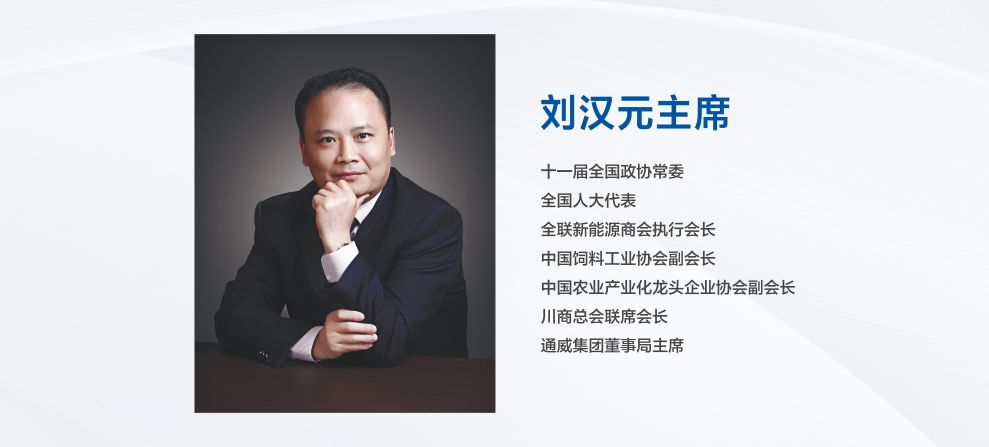 刘汉元主席
十一届全国政协常委
全国人大代表
全联新能源商会执行会长
中国饲料工业协会副会长
中国农业产业化龙头企业协会副会长
川商总会联席会长
通威集团董事局主席